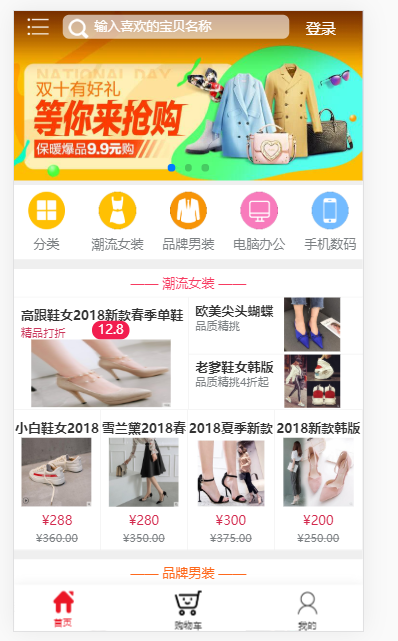 输入喜欢的宝贝名称
登录
NATIONAL DAY
双十有好礼
等你来抢购
保暖爆品9.9元购
分类
潮流女装
品牌男装
电脑办公
手机数码
—— 潮流女装 ——
高跟鞋女2018新款春季单鞋
精品打折
12.8
欧美尖头蝴蝶
品质精挑
老爹鞋女韩版
品质精挑4折起
小白鞋女2018
雪兰黛2018春
2018夏季新款
2018新款韩版
¥288
¥280
¥300
¥200
¥360.00
¥350.00
¥375.00
¥250.00
—— 品牌男装 ——
首页
购物车
我的